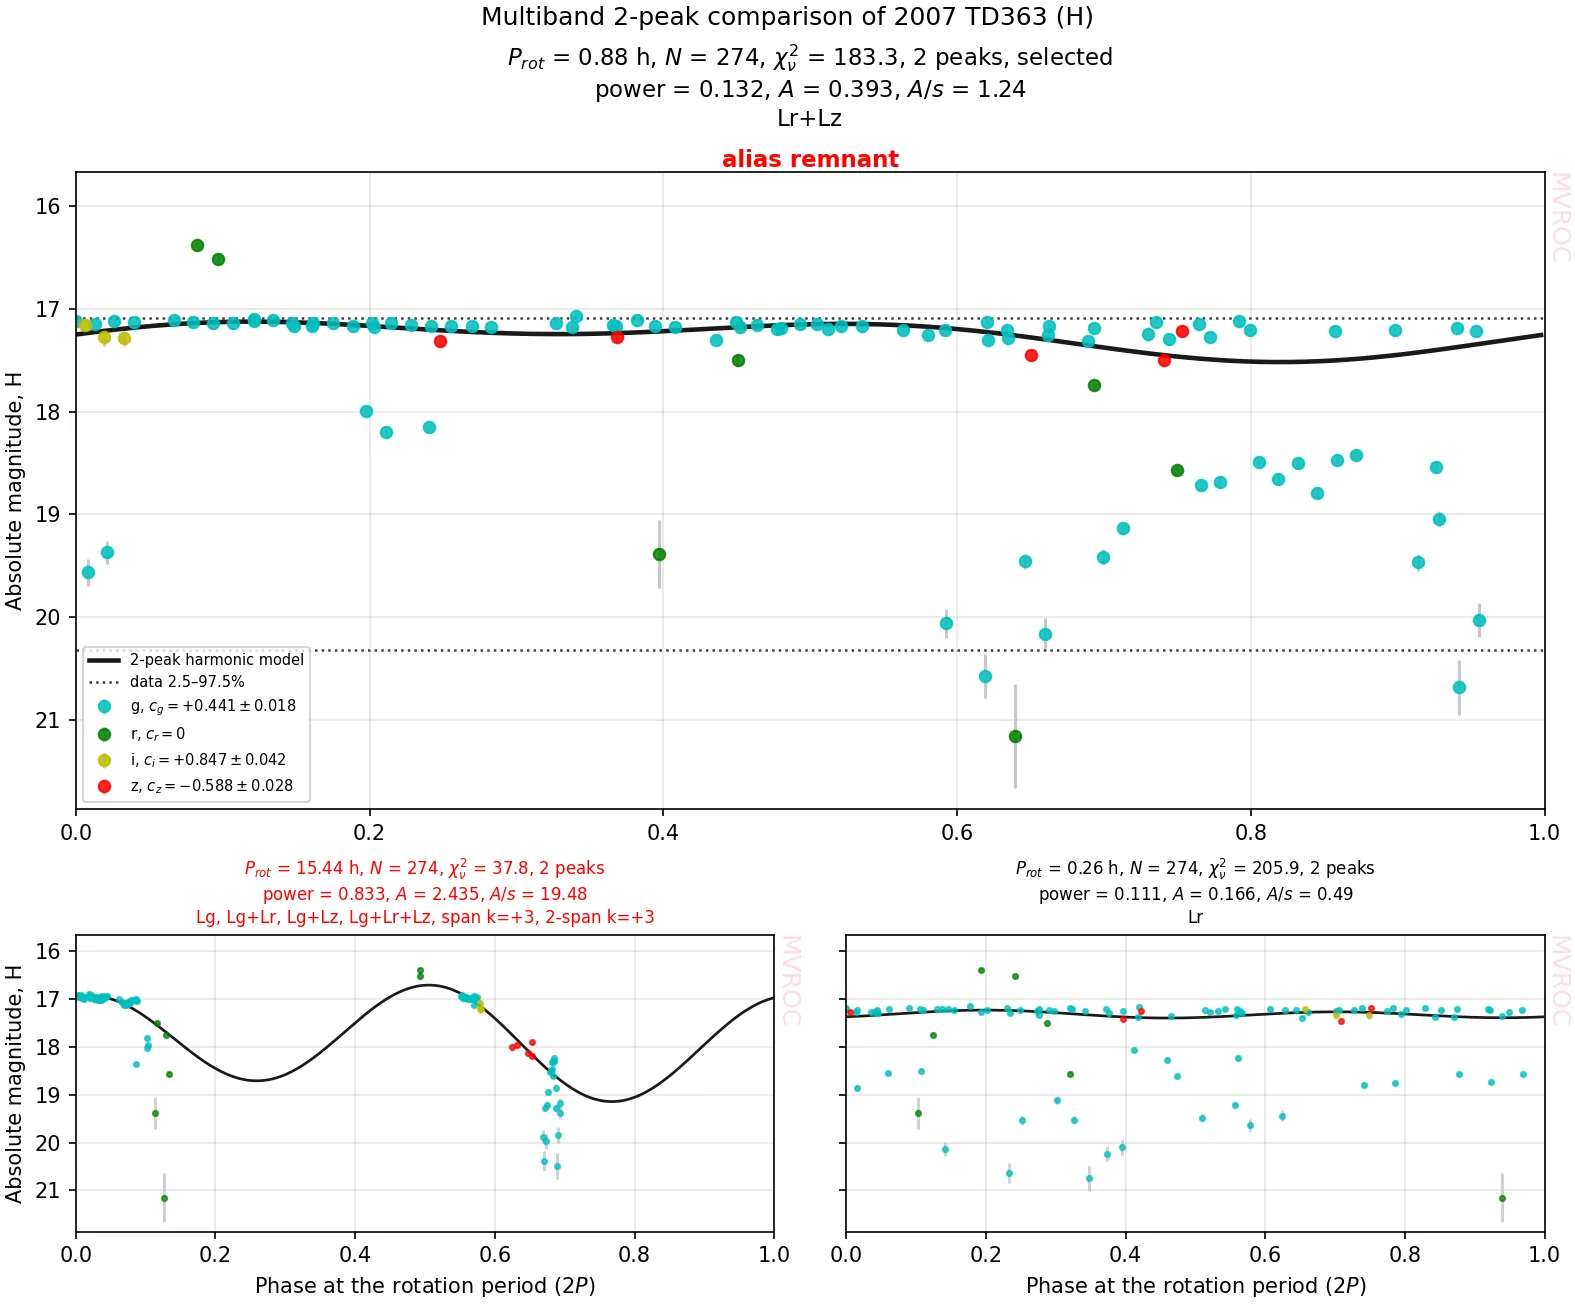 Multiband 2-peak comparison of 2007 TD363 (H)
P_rot = 0.88 h, N = 274, χ²_ν = 183.3, 2 peaks, selected
power = 0.132, A = 0.393, A/s = 1.24
Lr+Lz
alias remnant
MVROC
Absolute magnitude, H
16
17
18
19
20
21
2-peak harmonic model
data 2.5–97.5%
g, c_g = +0.441 ± 0.018
r, c_r = 0
i, c_i = +0.847 ± 0.042
z, c_z = −0.588 ± 0.028
0.0 0.2 0.4 0.6 0.8 1.0
P_rot = 15.44 h, N = 274, χ²_ν = 37.8, 2 peaks
power = 0.833, A = 2.435, A/s = 19.48
Lg, Lg+Lr, Lg+Lz, Lg+Lr+Lz, span k=+3, 2-span k=+3
MVROC
Absolute magnitude, H
16
17
18
19
20
21
0.0 0.2 0.4 0.6 0.8 1.0
Phase at the rotation period (2P)
P_rot = 0.26 h, N = 274, χ²_ν = 205.9, 2 peaks
power = 0.111, A = 0.166, A/s = 0.49
Lr
MVROC
0.0 0.2 0.4 0.6 0.8 1.0
Phase at the rotation period (2P)